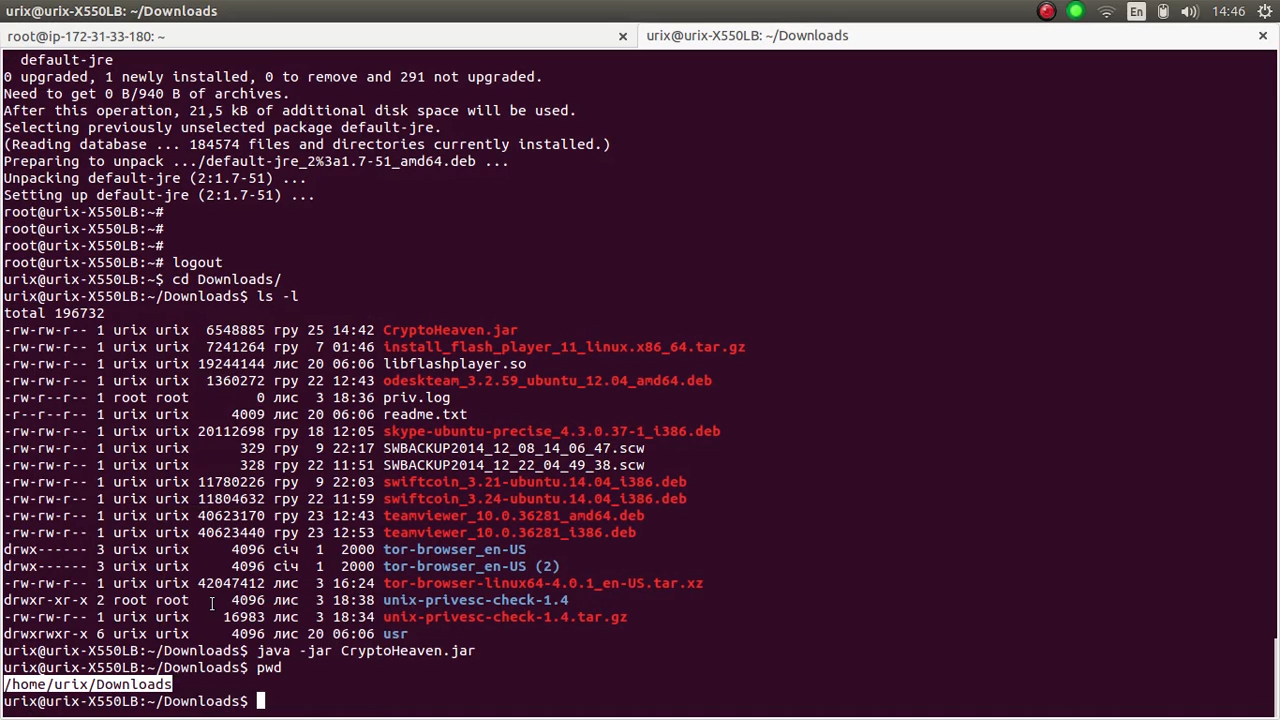 urix@urix-X550LB: ~/Downloads En 14:46
root@ip-172-31-33-180: ~ × urix@urix-X550LB: ~/Downloads ×
default-jre
0 upgraded, 1 newly installed, 0 to remove and 291 not upgraded.
Need to get 0 B/940 B of archives.
After this operation, 21,5 kB of additional disk space will be used.
Selecting previously unselected package default-jre.
(Reading database ... 184574 files and directories currently installed.)
Preparing to unpack .../default-jre_2%3a1.7-51_amd64.deb ...
Unpacking default-jre (2:1.7-51) ...
Setting up default-jre (2:1.7-51) ...
root@urix-X550LB:~#
root@urix-X550LB:~#
root@urix-X550LB:~#
root@urix-X550LB:~# logout
urix@urix-X550LB:~$ cd Downloads/
urix@urix-X550LB:~/Downloads$ ls -l
total 196732
-rw-rw-r-- 1 urix urix  6548885 гру 25 14:42 CryptoHeaven.jar
-rw-rw-r-- 1 urix urix  7241264 гру  7 01:46 install_flash_player_11_linux.x86_64.tar.gz
-rw-rw-r-- 1 urix urix 19244144 лис 20 06:06 libflashplayer.so
-rw-rw-r-- 1 urix urix  1360272 гру 22 12:43 odeskteam_3.2.59_ubuntu_12.04_amd64.deb
-rw-rw-r-- 1 root root        0 лис  3 18:36 priv.log
-r--r--r-- 1 urix urix     4009 лис 20 06:06 readme.txt
-rw-rw-r-- 1 urix urix 20112698 гру 18 12:05 skype-ubuntu-precise_4.3.0.37-1_i386.deb
-rw-rw-r-- 1 urix urix      329 гру  9 22:17 SWBACKUP2014_12_08_14_06_47.scw
-rw-rw-r-- 1 urix urix      328 гру 22 11:51 SWBACKUP2014_12_22_04_49_38.scw
-rw-rw-r-- 1 urix urix 11780226 гру  9 22:03 swiftcoin_3.21-ubuntu.14.04_i386.deb
-rw-rw-r-- 1 urix urix 11804632 гру 22 11:59 swiftcoin_3.24-ubuntu.14.04_i386.deb
-rw-rw-r-- 1 urix urix 40623170 гру 23 12:43 teamviewer_10.0.36281_amd64.deb
-rw-rw-r-- 1 urix urix 40623440 гру 23 12:53 teamviewer_10.0.36281_i386.deb
drwx------ 3 urix urix     4096 січ  1  2000 tor-browser_en-US
drwx------ 3 urix urix     4096 січ  1  2000 tor-browser_en-US (2)
-rw-rw-r-- 1 urix urix 42047412 лис  3 16:24 tor-browser-linux64-4.0.1_en-US.tar.xz
drwxr-xr-x 2 root root     4096 лис  3 18:38 unix-privesc-check-1.4
-rw-rw-r-- 1 urix urix    16983 лис  3 18:34 unix-privesc-check-1.4.tar.gz
drwxrwxr-x 6 urix urix     4096 лис 20 06:06 usr
urix@urix-X550LB:~/Downloads$ java -jar CryptoHeaven.jar
urix@urix-X550LB:~/Downloads$ pwd
/home/urix/Downloads
urix@urix-X550LB:~/Downloads$